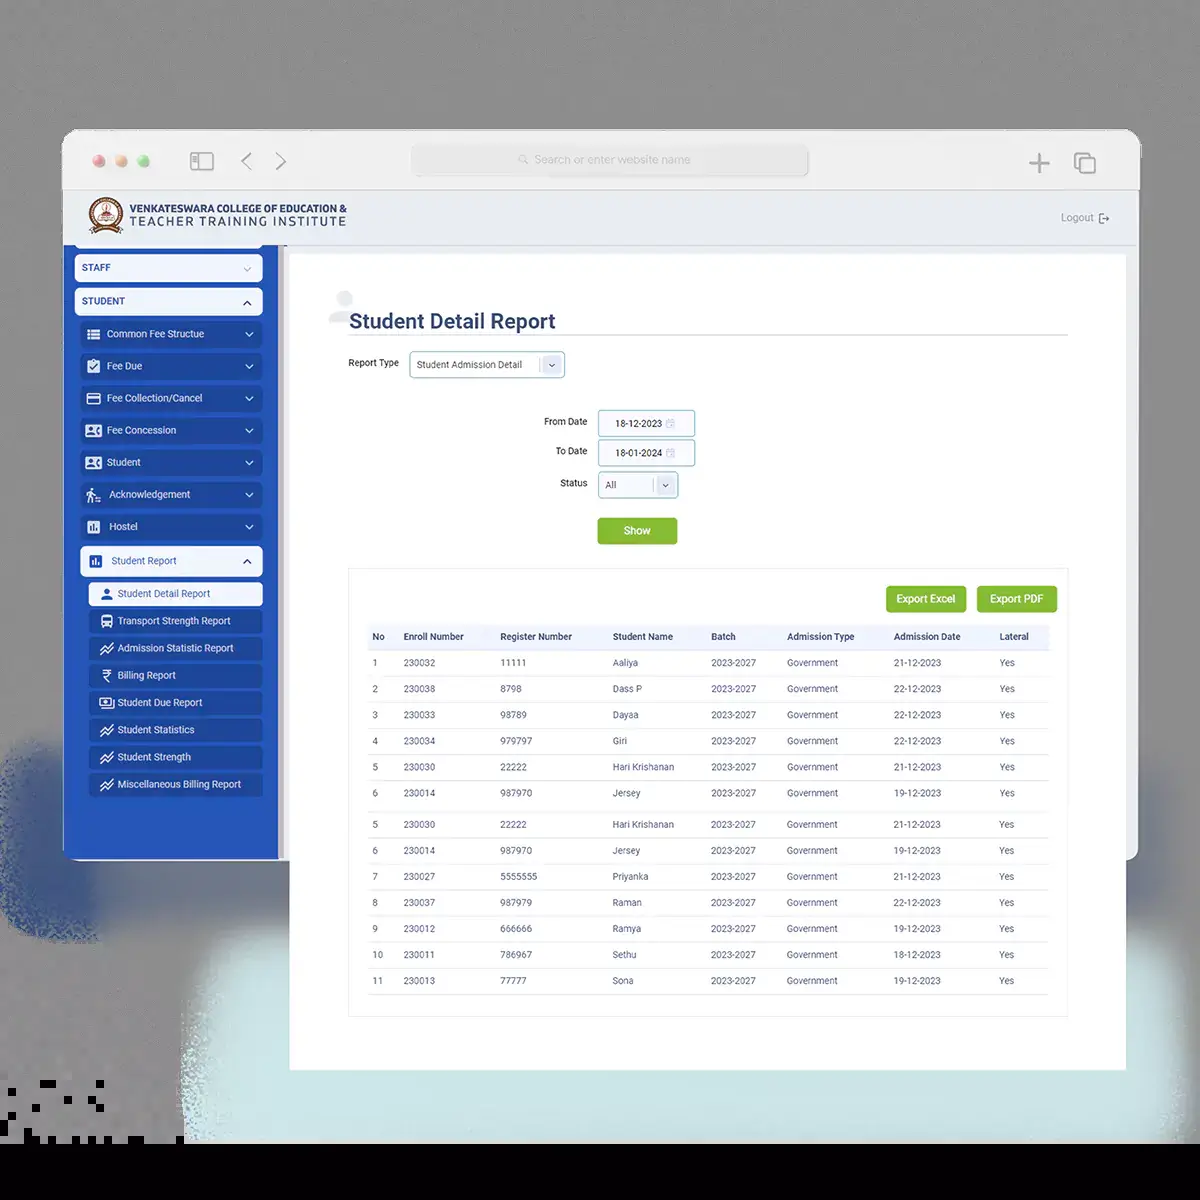 Search or enter website name
VENKATESWARA COLLEGE OF EDUCATION &
TEACHER TRAINING INSTITUTE
Logout
STAFF
STUDENT
Common Fee Structue
Fee Due
Fee Collection/Cancel
Fee Concession
Student
Acknowledgement
Hostel
Student Report
Student Detail Report
Transport Strength Report
Admission Statistic Report
Billing Report
Student Due Report
Student Statistics
Student Strength
Miscellaneous Billing Report
Student Detail Report
Report Type Student Admission Detail
From Date 18-12-2023
To Date 18-01-2024
Status All
Show
Export Excel Export PDF
No Enroll Number Register Number Student Name Batch Admission Type Admission Date Lateral
1 230032 11111 Aaliya 2023-2027 Government 21-12-2023 Yes
2 230038 8798 Dass P 2023-2027 Government 22-12-2023 Yes
3 230033 98789 Dayaa 2023-2027 Government 22-12-2023 Yes
4 230034 979797 Giri 2023-2027 Government 22-12-2023 Yes
5 230030 22222 Hari Krishanan 2023-2027 Government 21-12-2023 Yes
6 230014 987970 Jersey 2023-2027 Government 19-12-2023 Yes
5 230030 22222 Hari Krishanan 2023-2027 Government 21-12-2023 Yes
6 230014 987970 Jersey 2023-2027 Government 19-12-2023 Yes
7 230027 5555555 Priyanka 2023-2027 Government 21-12-2023 Yes
8 230037 987979 Raman 2023-2027 Government 22-12-2023 Yes
9 230012 666666 Ramya 2023-2027 Government 19-12-2023 Yes
10 230011 786967 Sethu 2023-2027 Government 18-12-2023 Yes
11 230013 77777 Sona 2023-2027 Government 19-12-2023 Yes